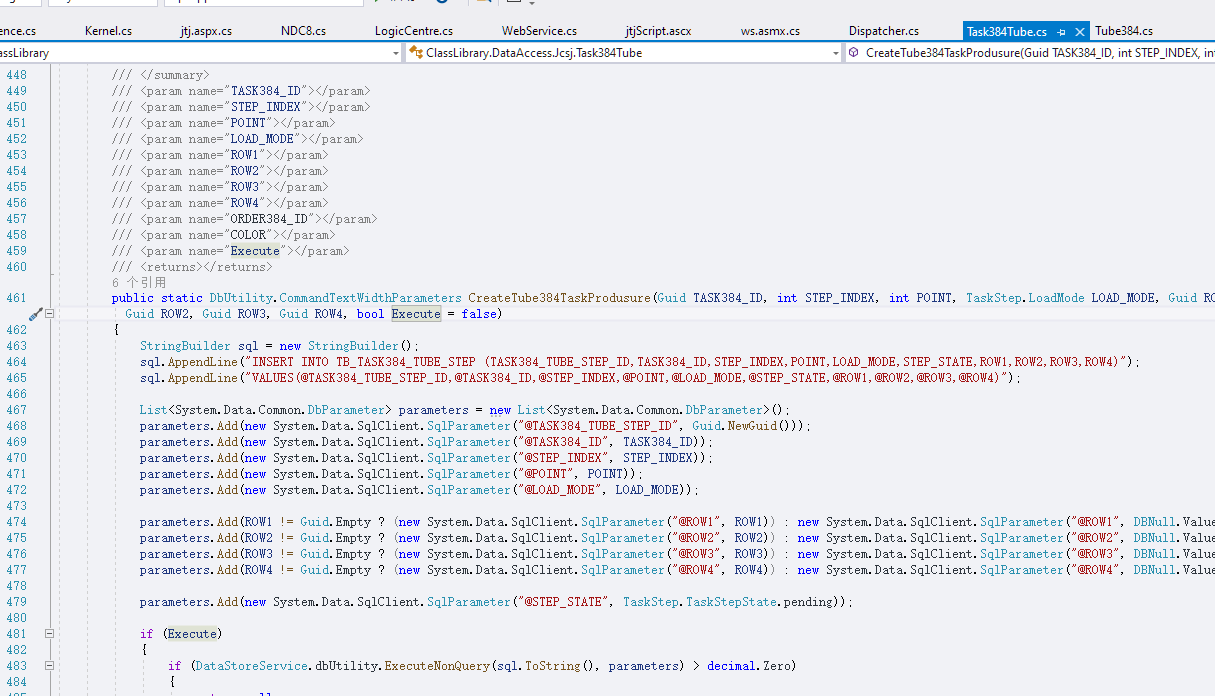 ence.cs Kernel.cs jtj.aspx.cs NDC8.cs LogicCentre.cs WebService.cs jtjScript.ascx ws.asmx.cs Dispatcher.cs Task384Tube.cs Tube384.cs
assLibrary ClassLibrary.DataAccess.Jcsj.Task384Tube CreateTube384TaskProdusure(Guid TASK384_ID, int STEP_INDEX, int
448 /// </summary>
449 /// <param name="TASK384_ID"></param>
450 /// <param name="STEP_INDEX"></param>
451 /// <param name="POINT"></param>
452 /// <param name="LOAD_MODE"></param>
453 /// <param name="ROW1"></param>
454 /// <param name="ROW2"></param>
455 /// <param name="ROW3"></param>
456 /// <param name="ROW4"></param>
457 /// <param name="ORDER384_ID"></param>
458 /// <param name="COLOR"></param>
459 /// <param name="Execute"></param>
460 /// <returns></returns>
6 个引用
461 public static DbUtility.CommandTextWidthParameters CreateTube384TaskProdusure(Guid TASK384_ID, int STEP_INDEX, int POINT, TaskStep.LoadMode LOAD_MODE, Guid RO
Guid ROW2, Guid ROW3, Guid ROW4, bool Execute = false)
462 {
463 StringBuilder sql = new StringBuilder();
464 sql.AppendLine("INSERT INTO TB_TASK384_TUBE_STEP (TASK384_TUBE_STEP_ID,TASK384_ID,STEP_INDEX,POINT,LOAD_MODE,STEP_STATE,ROW1,ROW2,ROW3,ROW4)");
465 sql.AppendLine("VALUES(@TASK384_TUBE_STEP_ID,@TASK384_ID,@STEP_INDEX,@POINT,@LOAD_MODE,@STEP_STATE,@ROW1,@ROW2,@ROW3,@ROW4)");
466
467 List<System.Data.Common.DbParameter> parameters = new List<System.Data.Common.DbParameter>();
468 parameters.Add(new System.Data.SqlClient.SqlParameter("@TASK384_TUBE_STEP_ID", Guid.NewGuid()));
469 parameters.Add(new System.Data.SqlClient.SqlParameter("@TASK384_ID", TASK384_ID));
470 parameters.Add(new System.Data.SqlClient.SqlParameter("@STEP_INDEX", STEP_INDEX));
471 parameters.Add(new System.Data.SqlClient.SqlParameter("@POINT", POINT));
472 parameters.Add(new System.Data.SqlClient.SqlParameter("@LOAD_MODE", LOAD_MODE));
473
474 parameters.Add(ROW1 != Guid.Empty ? (new System.Data.SqlClient.SqlParameter("@ROW1", ROW1)) : new System.Data.SqlClient.SqlParameter("@ROW1", DBNull.Value
475 parameters.Add(ROW2 != Guid.Empty ? (new System.Data.SqlClient.SqlParameter("@ROW2", ROW2)) : new System.Data.SqlClient.SqlParameter("@ROW2", DBNull.Value
476 parameters.Add(ROW3 != Guid.Empty ? (new System.Data.SqlClient.SqlParameter("@ROW3", ROW3)) : new System.Data.SqlClient.SqlParameter("@ROW3", DBNull.Value
477 parameters.Add(ROW4 != Guid.Empty ? (new System.Data.SqlClient.SqlParameter("@ROW4", ROW4)) : new System.Data.SqlClient.SqlParameter("@ROW4", DBNull.Value
478
479 parameters.Add(new System.Data.SqlClient.SqlParameter("@STEP_STATE", TaskStep.TaskStepState.pending));
480
481 if (Execute)
482 {
483 if (DataStoreService.dbUtility.ExecuteNonQuery(sql.ToString(), parameters) > decimal.Zero)
484 {